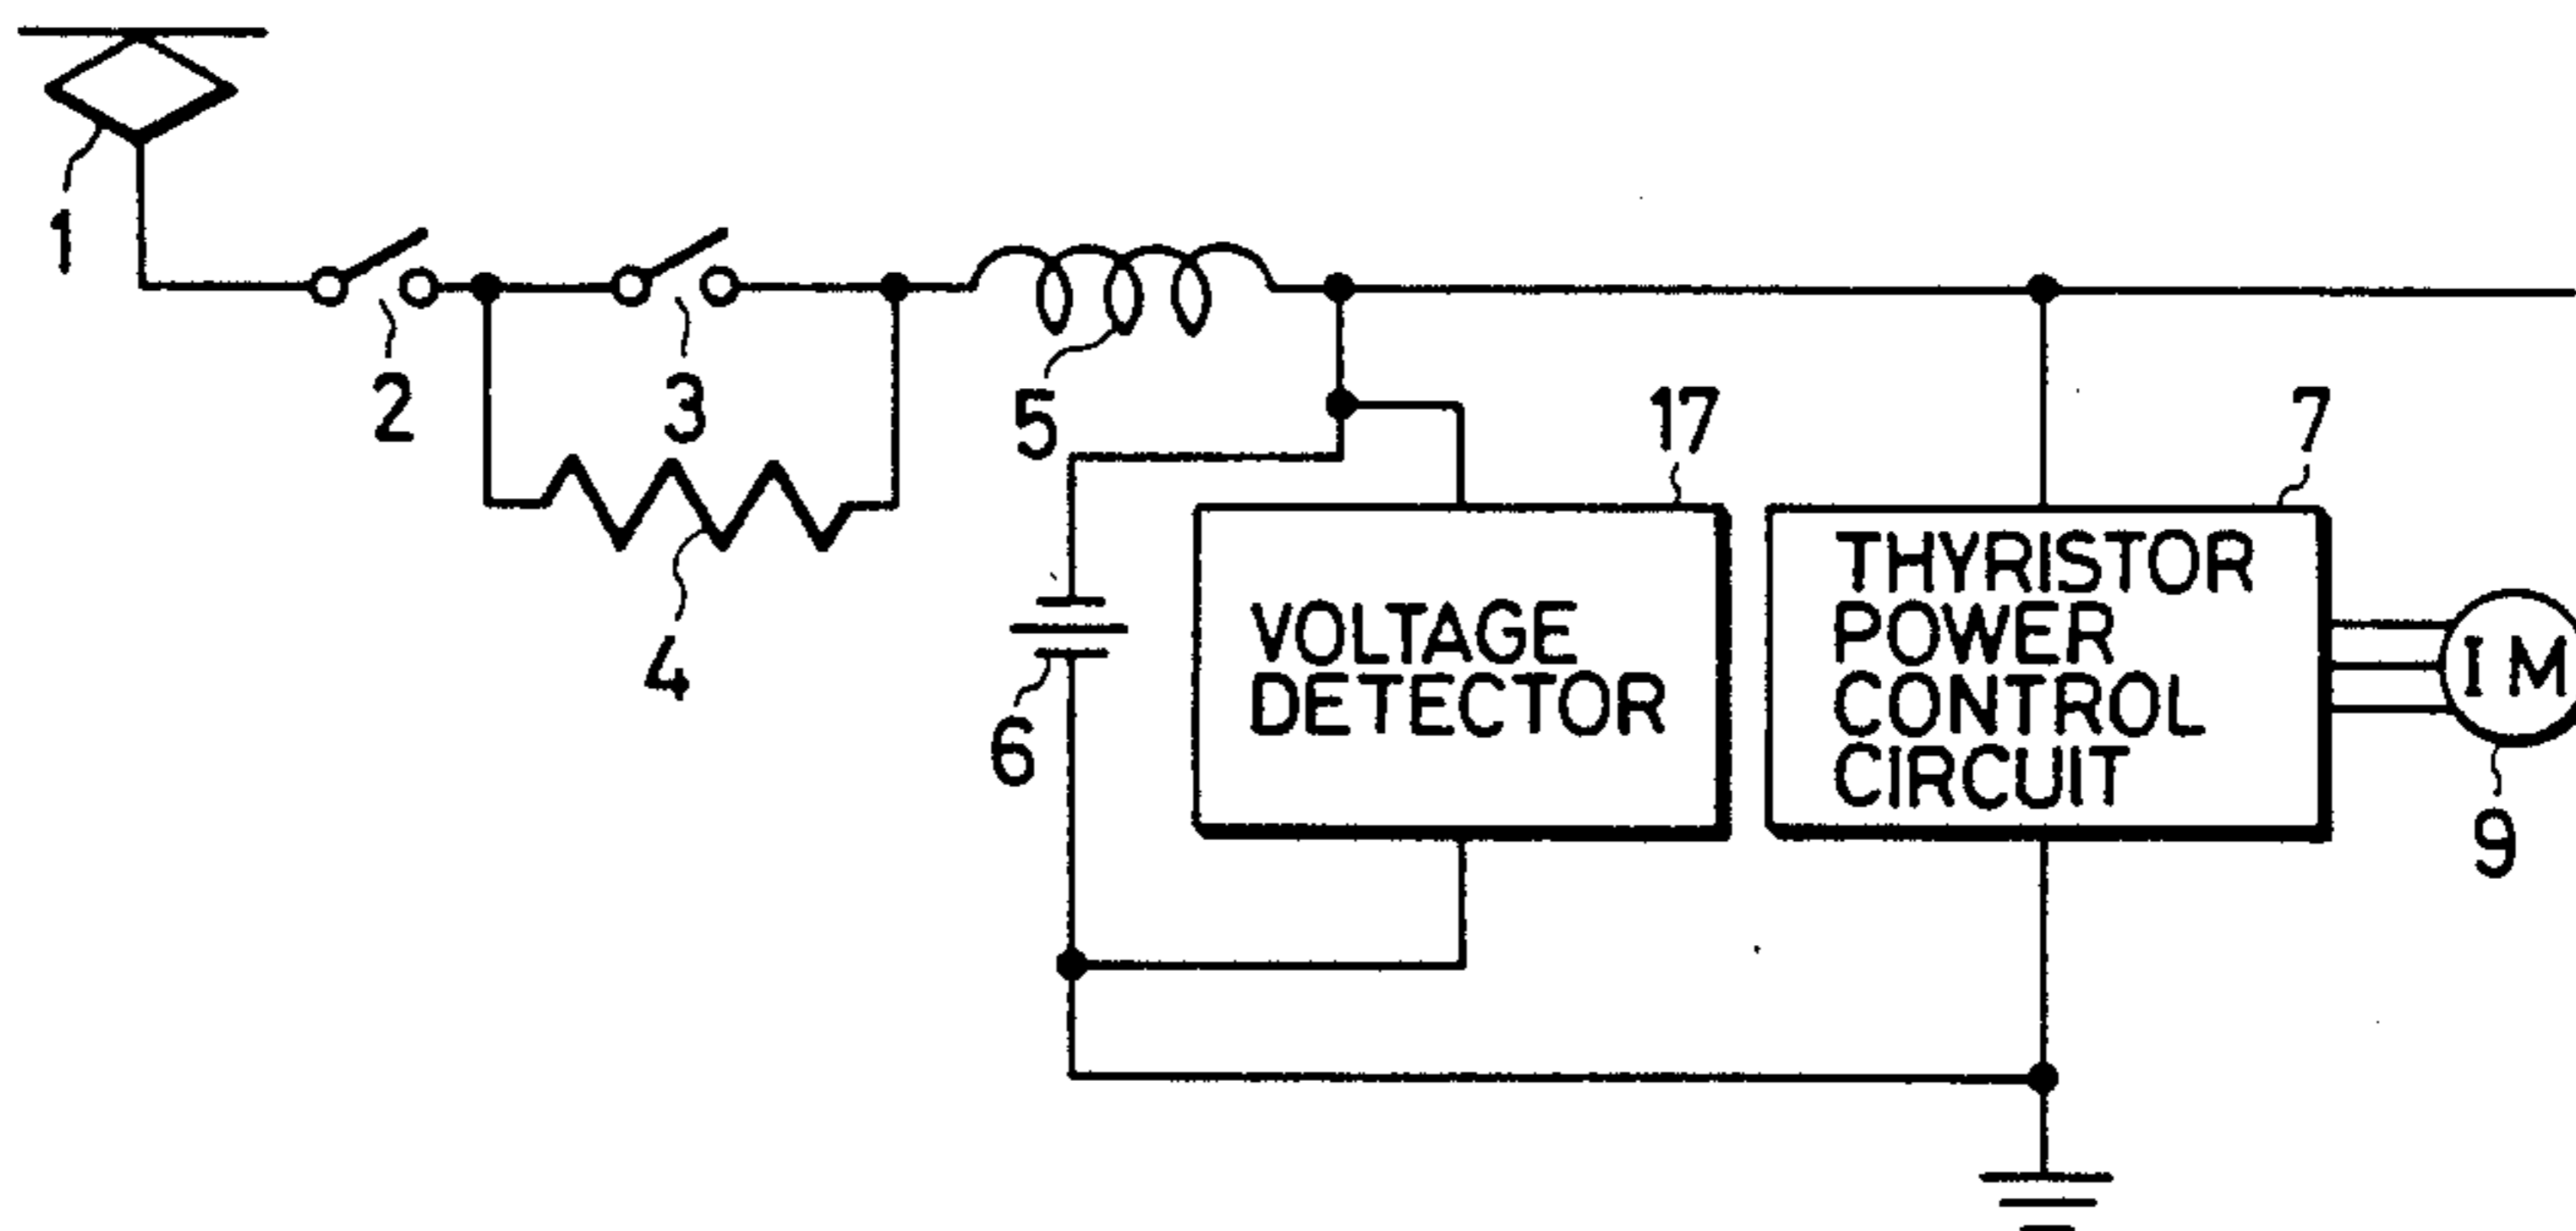 1
2
3
4
5
6
17
VOLTAGE
DETECTOR
7
THYRISTOR
POWER
CONTROL
CIRCUIT
IM
9